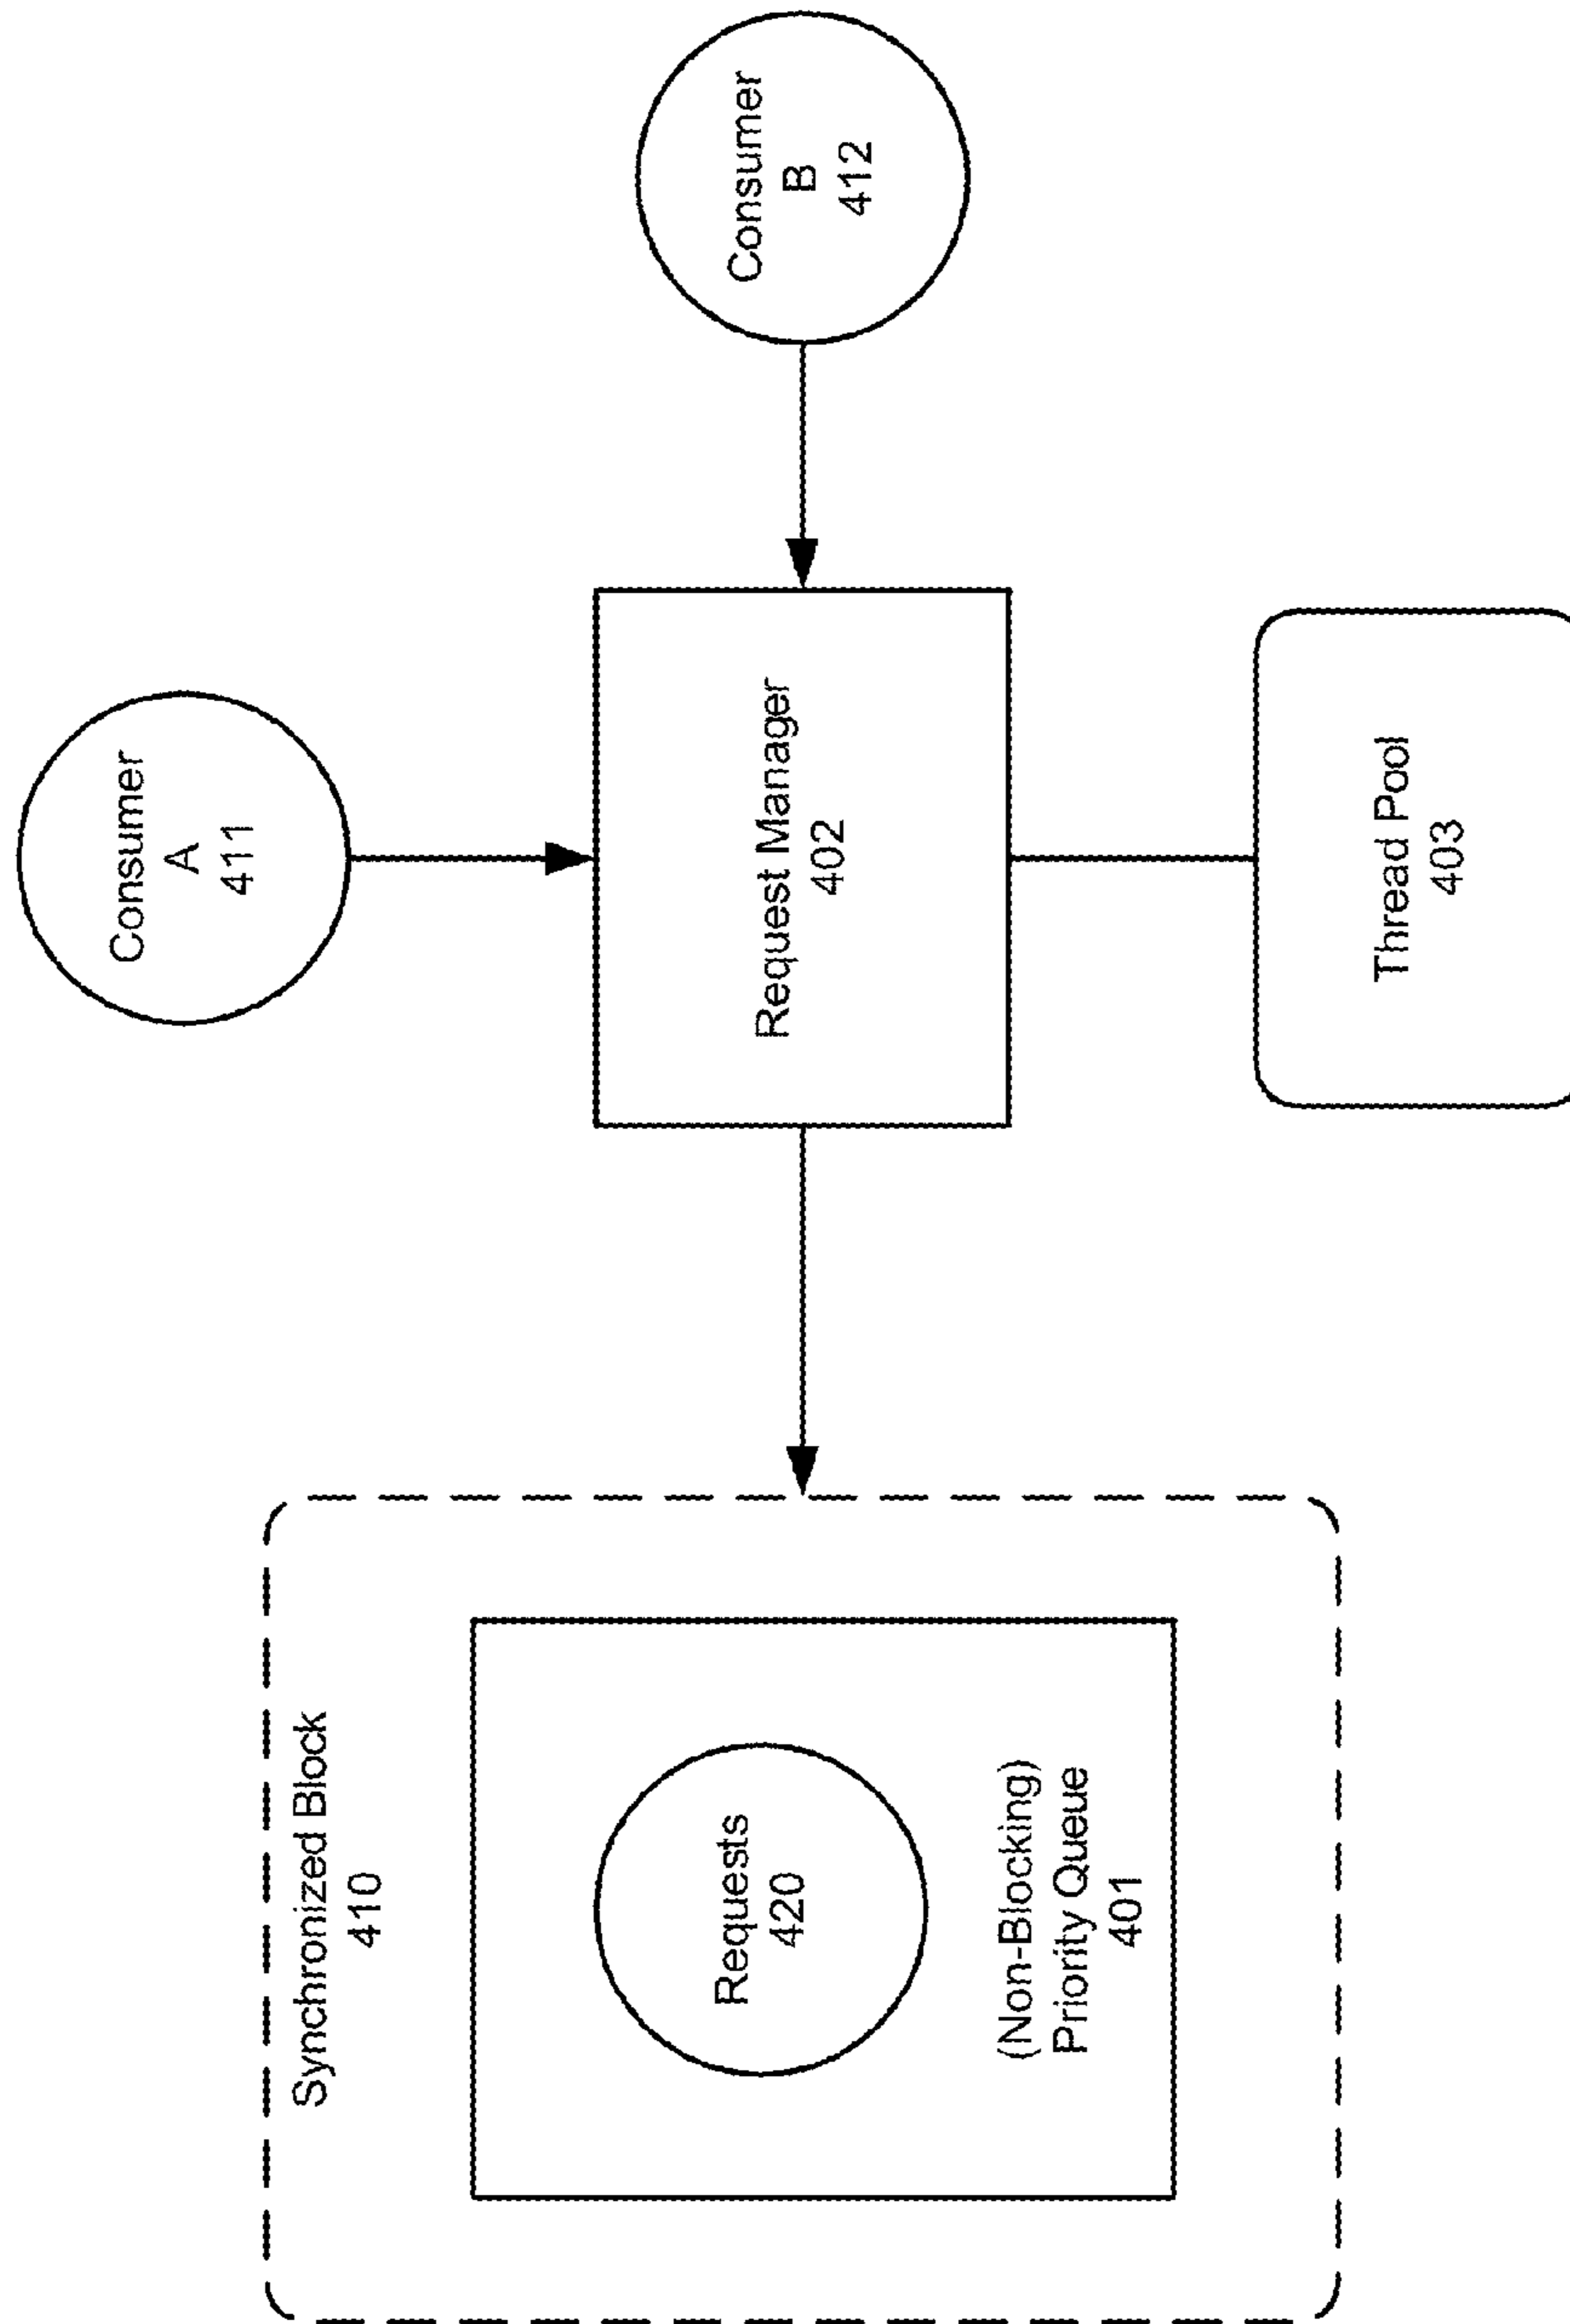 Synchronized Block
410
Requests
420
(Non-Blocking)
Priority Queue
401
Consumer
A
411
Request Manager
402
Thread Pool
403
Consumer
B
412